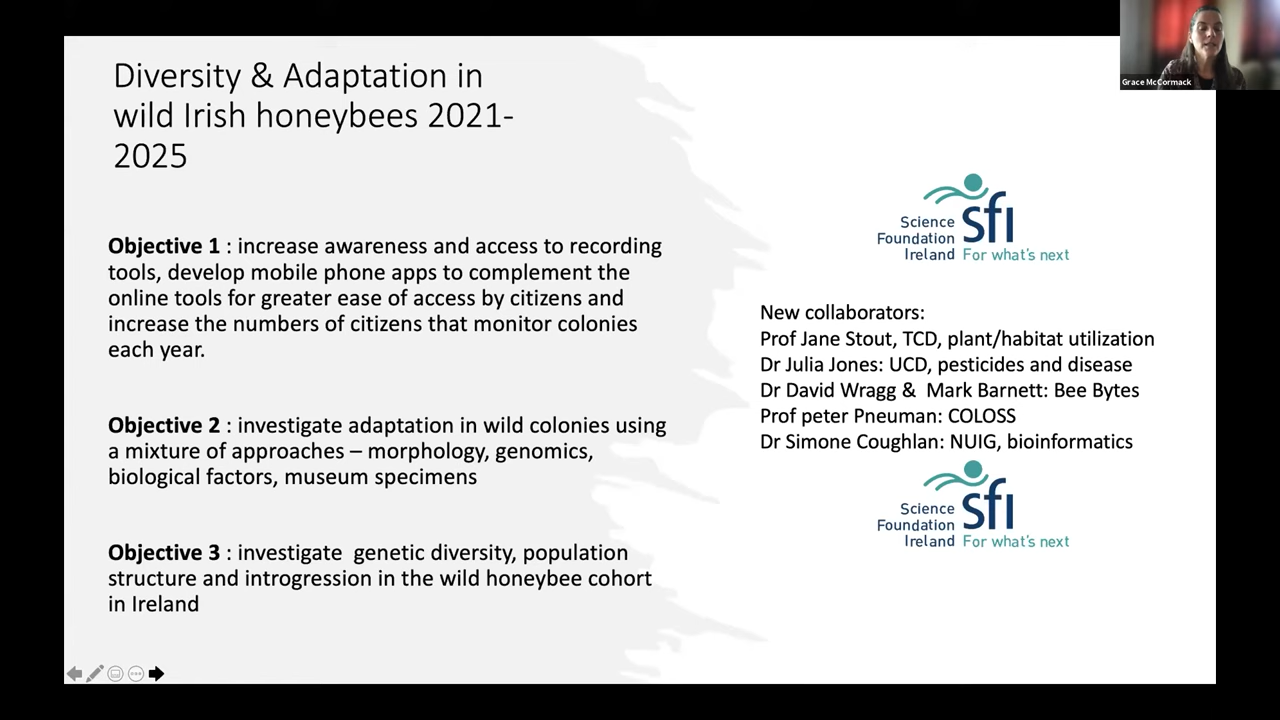 Diversity & Adaptation in
wild Irish honeybees 2021-
2025
Objective 1 : increase awareness and access to recording
tools, develop mobile phone apps to complement the
online tools for greater ease of access by citizens and
increase the numbers of citizens that monitor colonies
each year.
Objective 2 : investigate adaptation in wild colonies using
a mixture of approaches – morphology, genomics,
biological factors, museum specimens
Objective 3 : investigate  genetic diversity, population
structure and introgression in the wild honeybee cohort
in Ireland
Science
Foundation
Ireland
sfi
For what's next
New collaborators:
Prof Jane Stout, TCD, plant/habitat utilization
Dr Julia Jones: UCD, pesticides and disease
Dr David Wragg &  Mark Barnett: Bee Bytes
Prof peter Pneuman: COLOSS
Dr Simone Coughlan: NUIG, bioinformatics
Science
Foundation
Ireland
sfi
For what's next
Grace McCormack